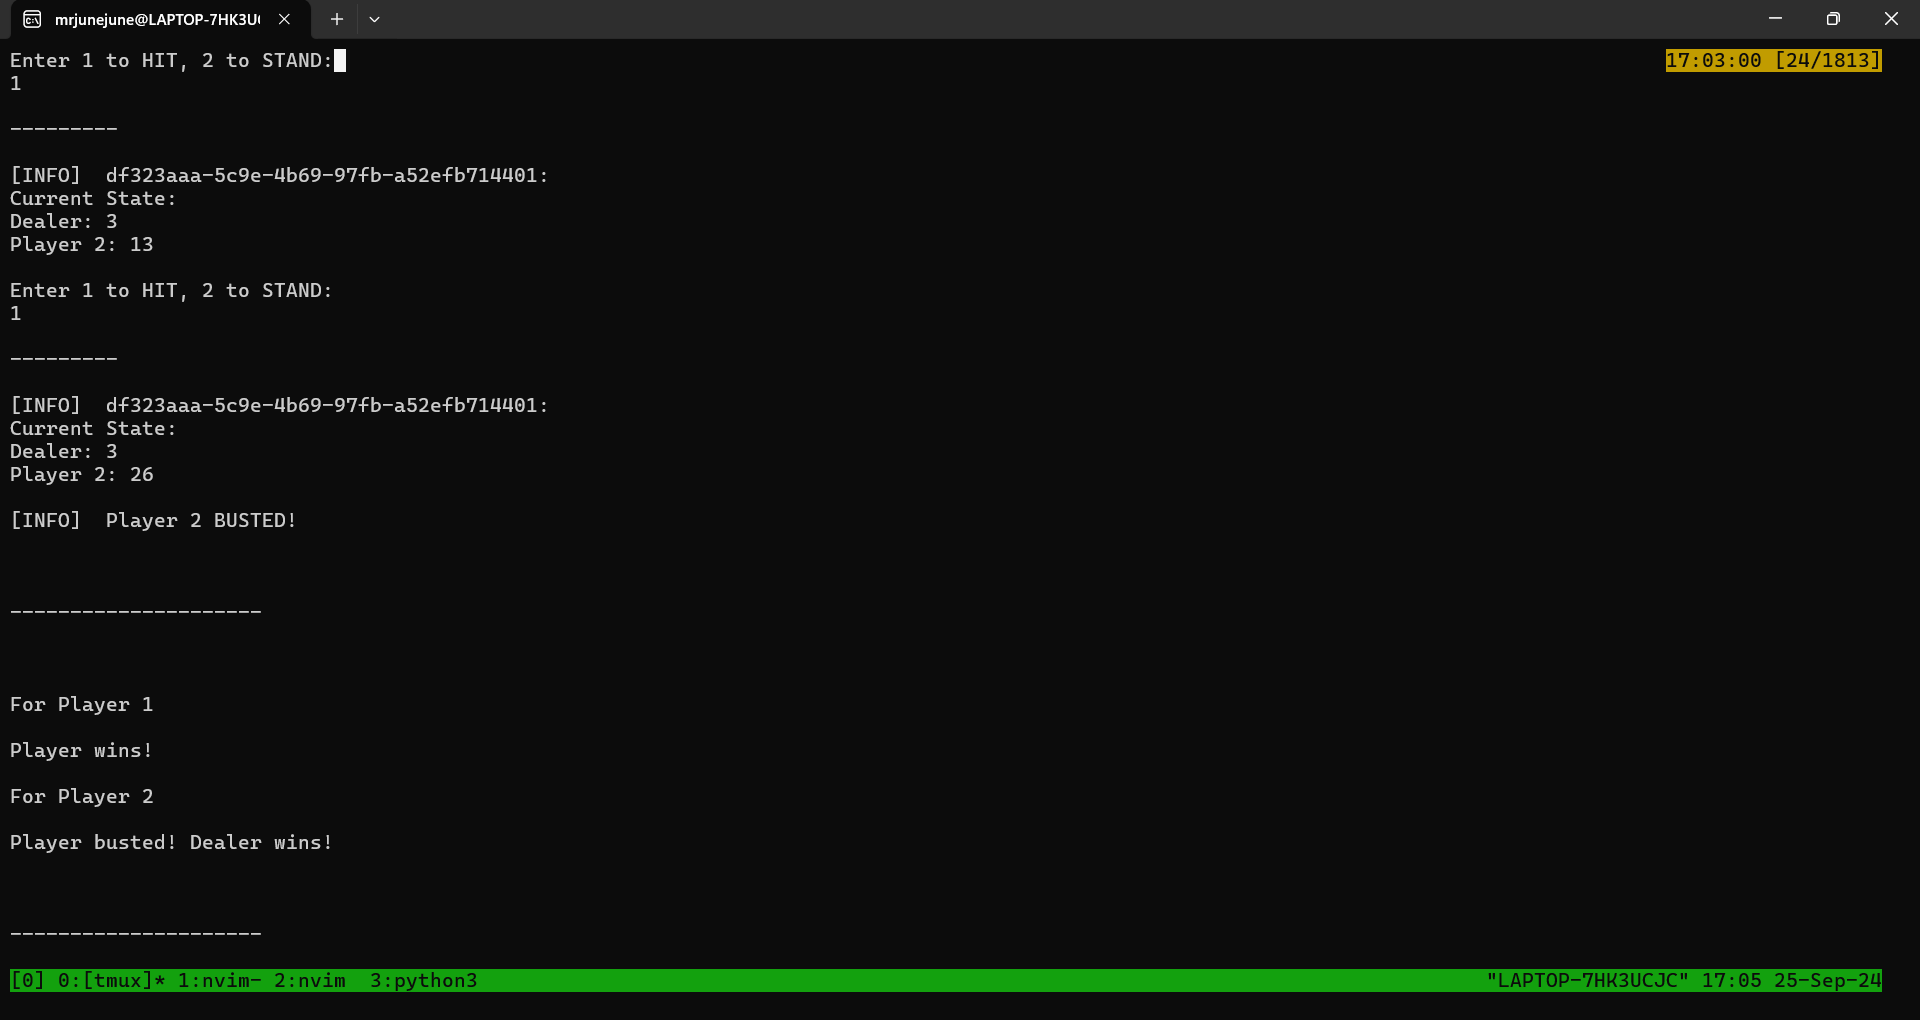 mrjunejune@LAPTOP-7HK3U
Enter 1 to HIT, 2 to STAND: 17:03:00 [24/1813]
1
---------
[INFO]  df323aaa-5c9e-4b69-97fb-a52efb714401:
Current State:
Dealer: 3
Player 2: 13
Enter 1 to HIT, 2 to STAND:
1
---------
[INFO]  df323aaa-5c9e-4b69-97fb-a52efb714401:
Current State:
Dealer: 3
Player 2: 26
[INFO]  Player 2 BUSTED!
---------------------
For Player 1
Player wins!
For Player 2
Player busted! Dealer wins!
---------------------
[0] 0:[tmux]* 1:nvim- 2:nvim  3:python3 "LAPTOP-7HK3UCJC" 17:05 25-Sep-24